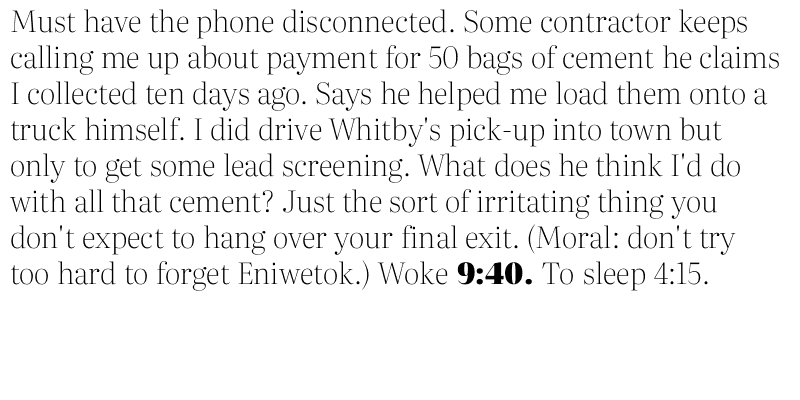 Must have the phone disconnected. Some contractor keeps
calling me up about payment for 50 bags of cement he claims
I collected ten days ago. Says he helped me load them onto a
truck himself. I did drive Whitby's pick-up into town but
only to get some lead screening. What does he think I'd do
with all that cement? Just the sort of irritating thing you
don't expect to hang over your final exit. (Moral: don't try
too hard to forget Eniwetok.) Woke 9:40. To sleep 4:15.